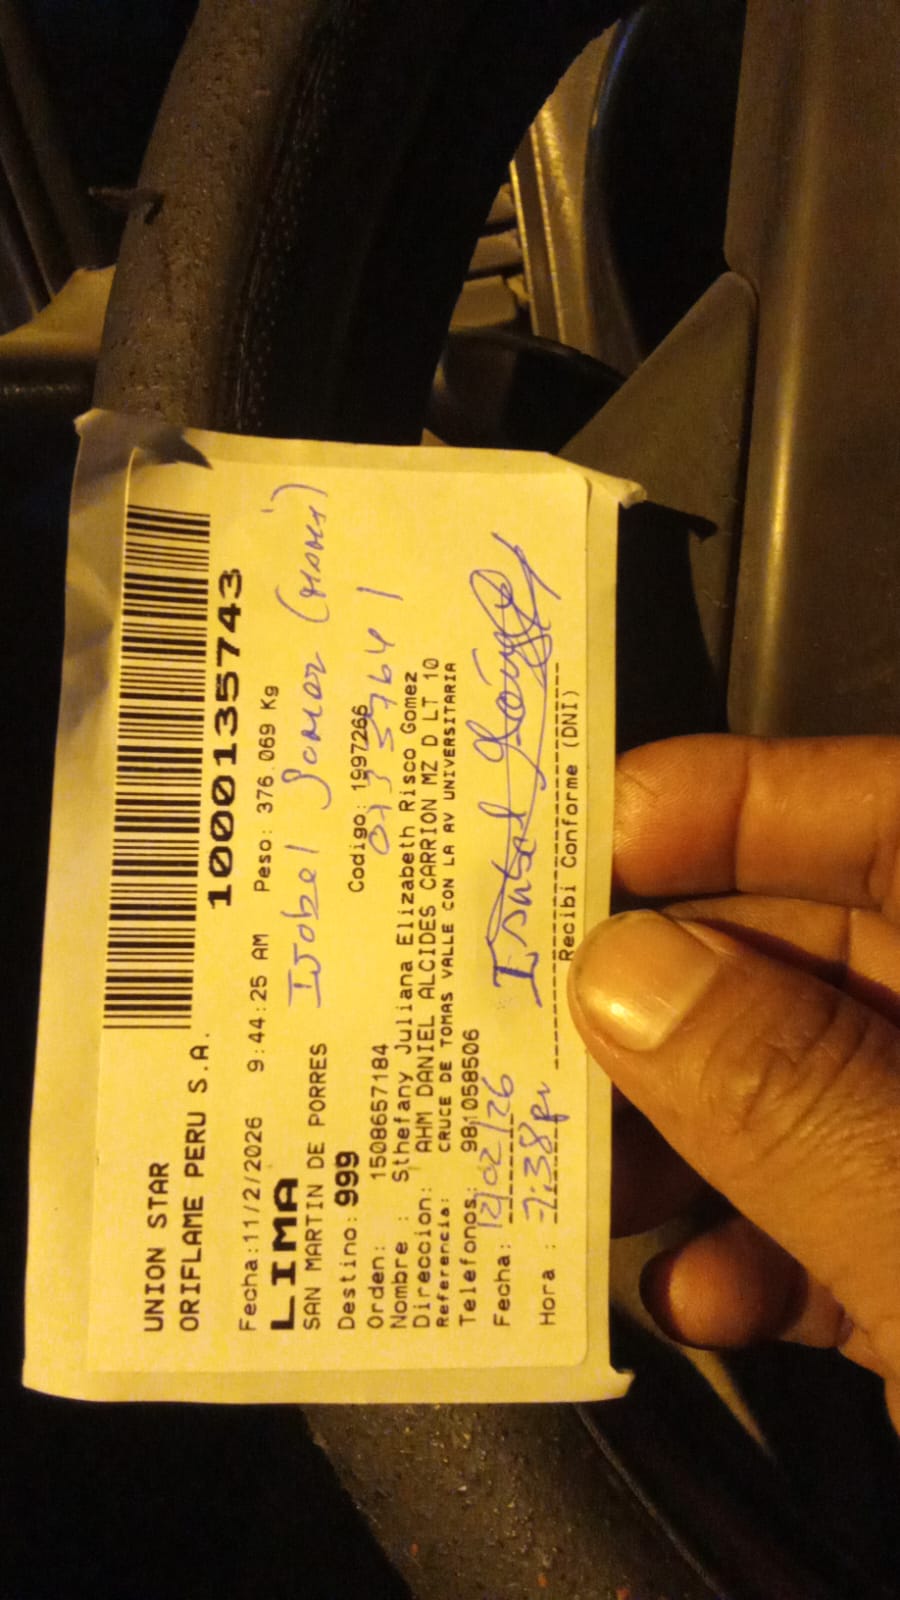 UNION STAR
ORIFLAME PERU S.A.
1000135743
Fecha:11/2/2026 9:44:25 AM Peso: 376.069 Kg
LIMA
Isabel Gomez (mamá)
SAN MARTIN DE PORRES
Destino: 999 Codigo: 1997266
Orden: 1508657184
Nombre : Sthefany Juliana Elizabeth Risco Gomez
Direccion: AHM DANIEL ALCIDES CARRION MZ D LT 10
Referencia: CRUCE DE TOMAS VALLE CON LA AV UNIVERSITARIA
Telefonos: 981058506
Fecha: 12/02/26
Hora : 7:38
Recibi Conforme (DNI)